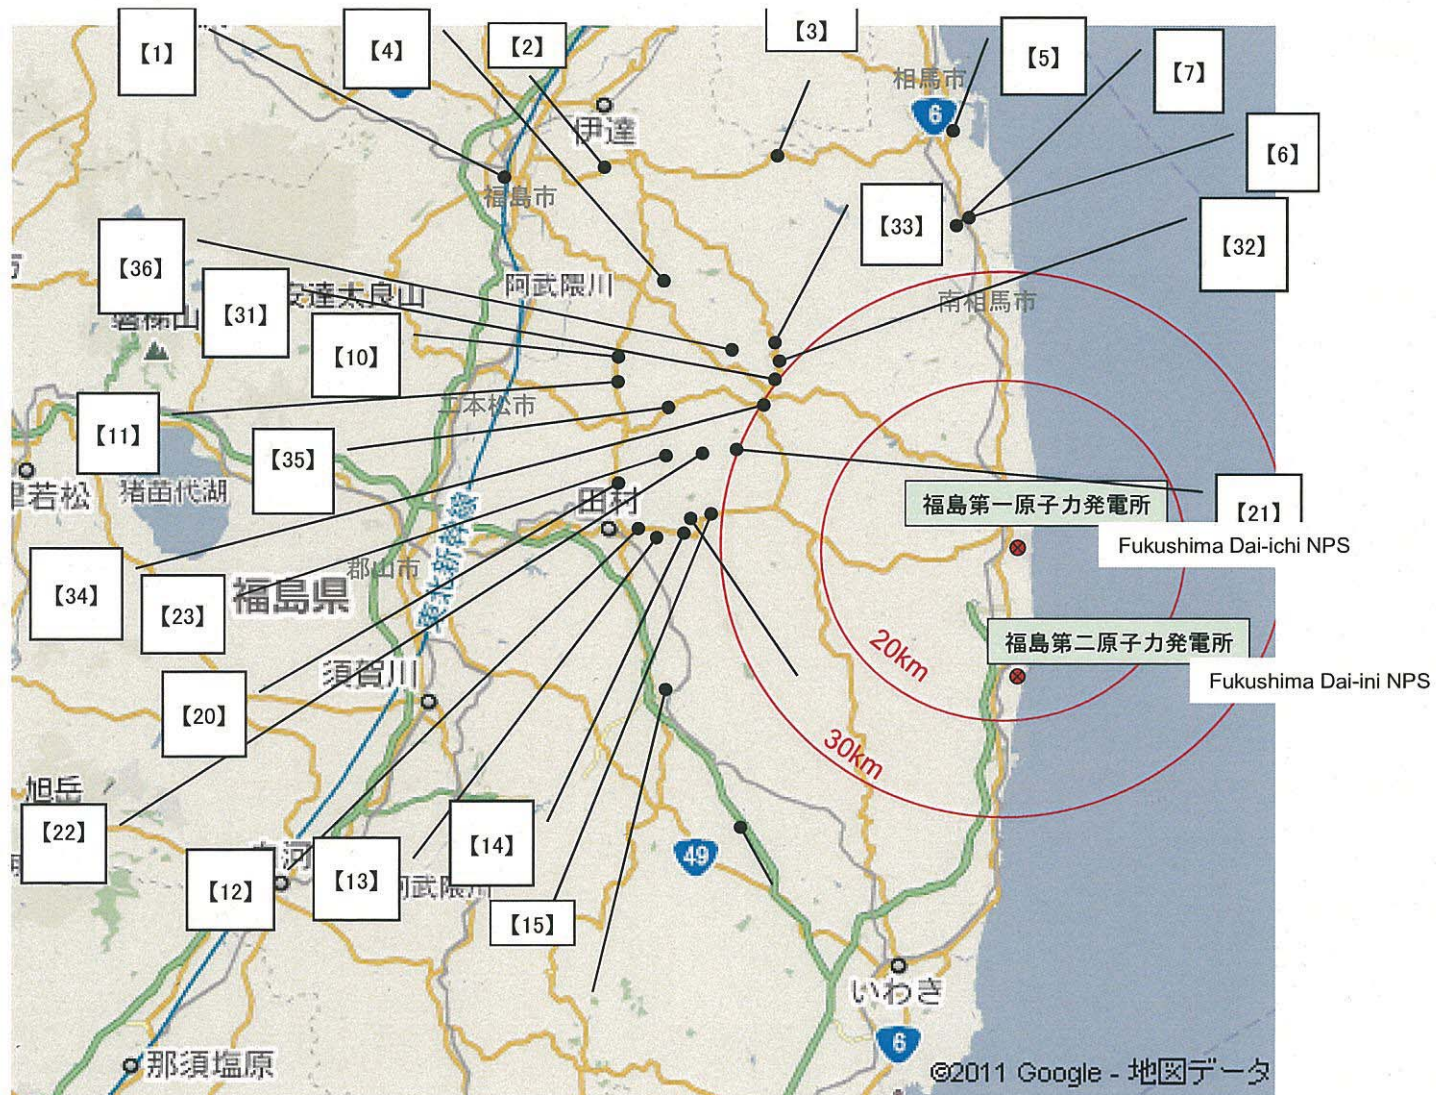 【1】
【4】
【2】
【3】
【5】
【7】
相馬市
6
伊達
【6】
福島市
【33】
【32】
【36】
阿武隈川
安達太良山
南相馬市
【31】
磐梯山
【10】
二本松市
【11】
【35】
猪苗代湖
田村
福島第一原子力発電所
【21】
Fukushima Dai-ichi NPS
東北新幹線
郡山市
【34】
【23】
福島県
20km
福島第二原子力発電所
Fukushima Dai-ini NPS
須賀川
【20】
30km
旭岳
【22】
【14】
49
【12】
【13】
阿武隈川
【15】
いわき
6
那須塩原
©2011 Google - 地図データ